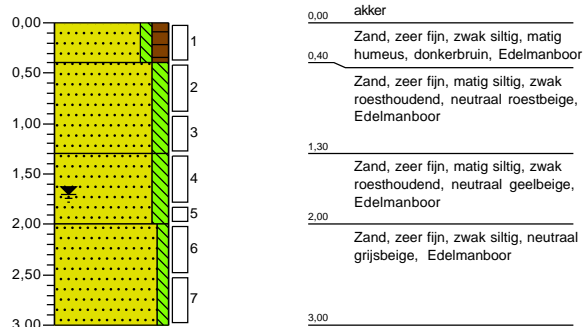 0,00
0,50
1,00
1,50
2,00
2,50
3,00
1
2
3
4
5
6
7
0,00
akker
Zand, zeer fijn, zwak siltig, matig
humeus, donkerbruin, Edelmanboor
0,40
Zand, zeer fijn, matig siltig, zwak
roesthoudend, neutraal roestbeige,
Edelmanboor
1,30
Zand, zeer fijn, matig siltig, zwak
roesthoudend, neutraal geelbeige,
Edelmanboor
2,00
Zand, zeer fijn, zwak siltig, neutraal
grijsbeige, Edelmanboor
3,00